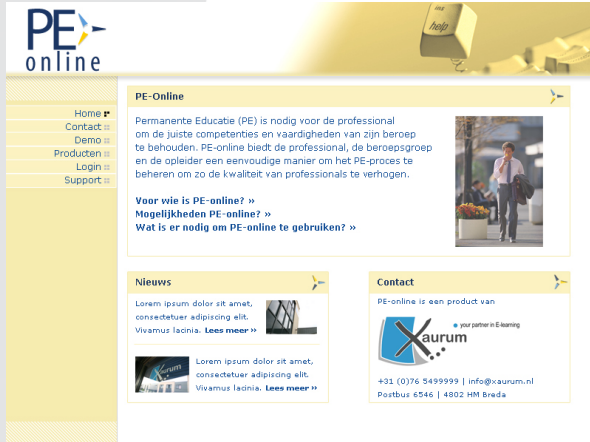 PE
online
help
Home
Contact
Demo
Producten
Login
Support
PE-Online
Permanente Educatie (PE) is nodig voor de professional
om de juiste competenties en vaardigheden van zijn beroep
te behouden. PE-online biedt de professional, de beroepsgroep
en de opleider een eenvoudige manier om het PE-proces te
beheren om zo de kwaliteit van professionals te verhogen.
Voor wie is PE-online? »
Mogelijkheden PE-online? »
Wat is er nodig om PE-online te gebruiken? »
Nieuws
Lorem ipsum dolor sit amet,
consectetuer adipiscing elit.
Vivamus lacinia. Lees meer »
Lorem ipsum dolor sit amet,
consectetuer adipiscing elit.
Vivamus lacinia. Lees meer »
Contact
PE-online is een product van
your partner in E-learning
Xaurum
+31 (0)76 5499999 | info@xaurum.nl
Postbus 6546 | 4802 HM Breda